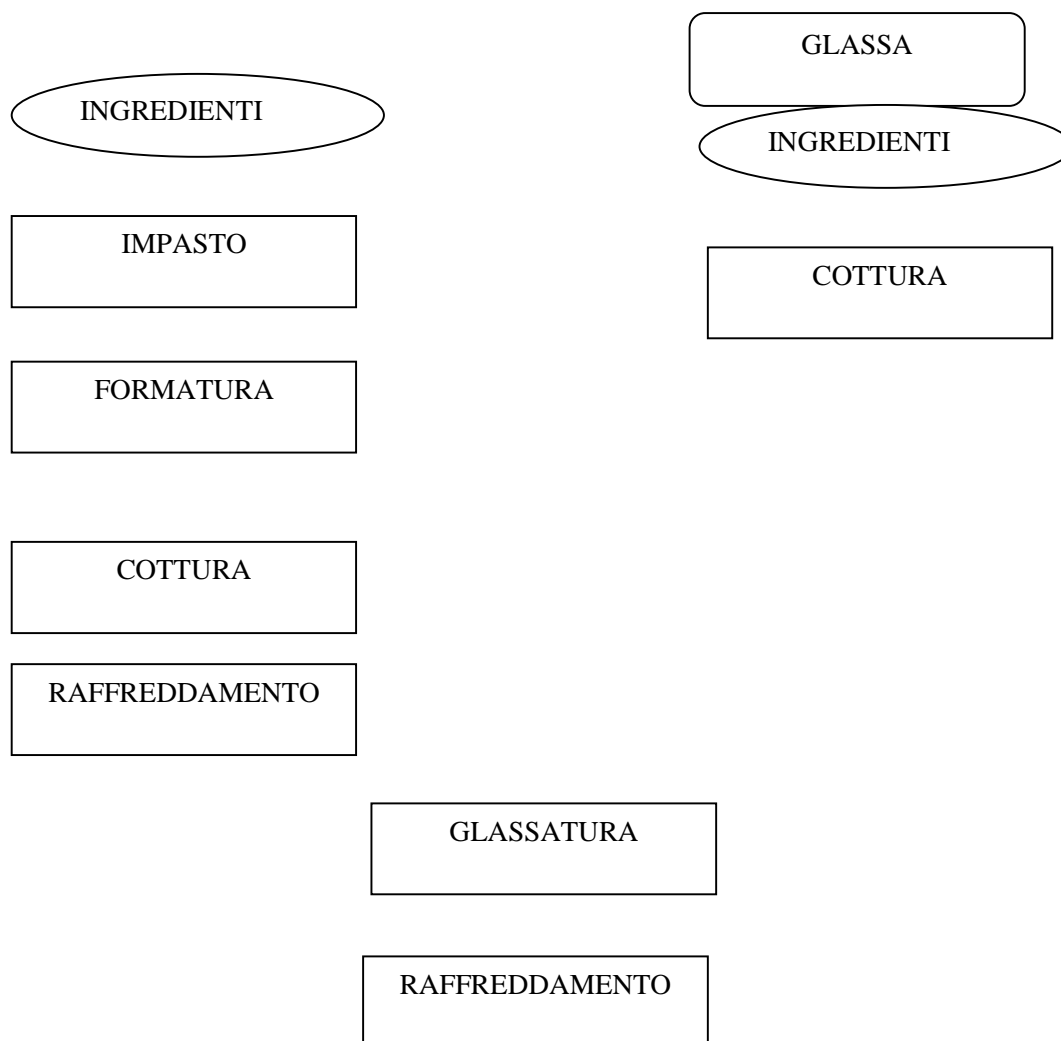 GLASSA
INGREDIENTI
INGREDIENTI
IMPASTO
COTTURA
FORMATURA
COTTURA
RAFFREDDAMENTO
GLASSATURA
RAFFREDDAMENTO